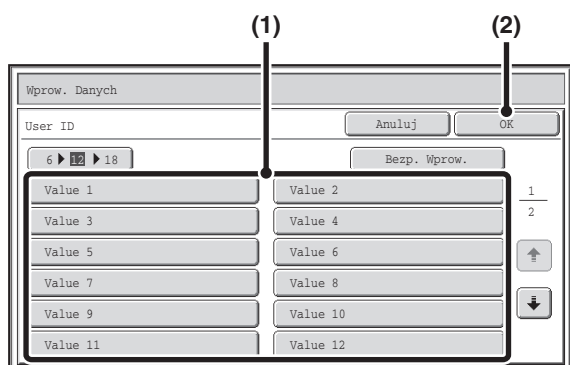 (1) (2)
Wprow. Danych
User ID Anuluj OK
6 12 18 Bezp. Wprow.
Value 1 Value 2 1
Value 3 Value 4 2
Value 5 Value 6
Value 7 Value 8
Value 9 Value 10
Value 11 Value 12